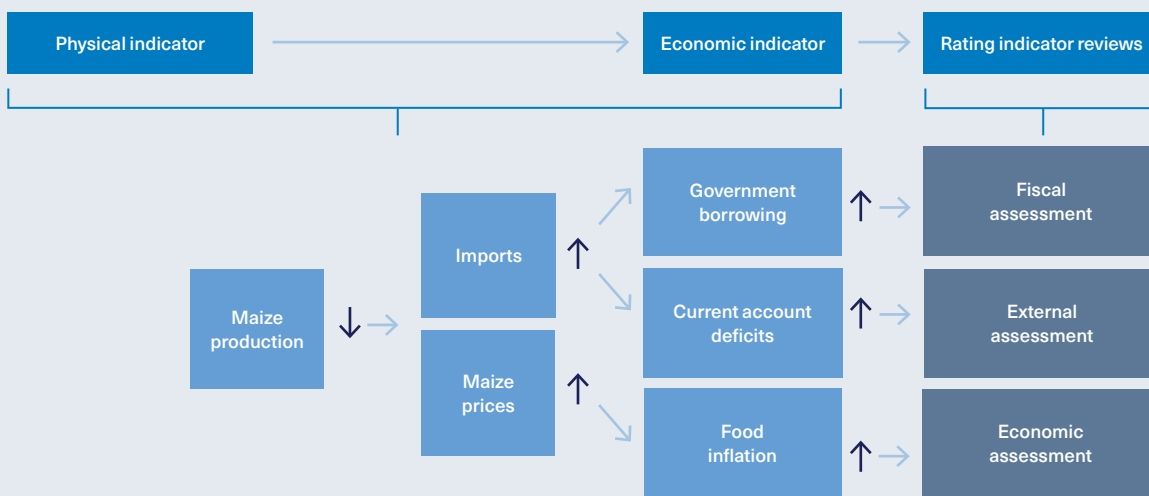 Physical indicator
Economic indicator
Rating indicator reviews
Maize
production
Imports
Maize
prices
Government
borrowing
Current account
deficits
Food
inflation
Fiscal
assessment
External
assessment
Economic
assessment